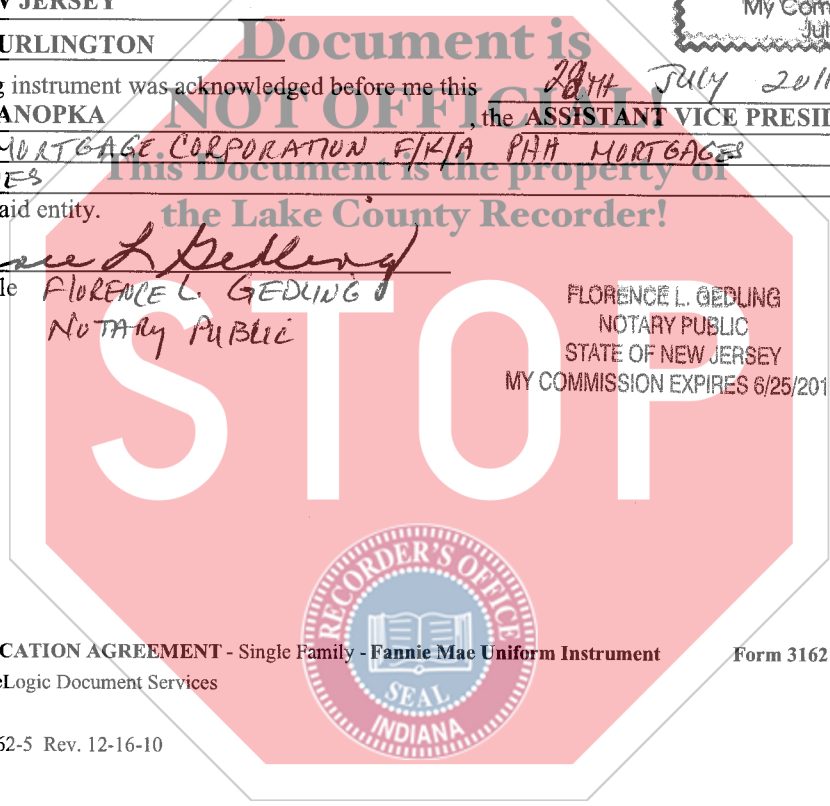 JERSEY
URLINGTON
My Com
instrument was acknowledged before me this 29TH JULY 2011
ANOPKA , the ASSISTANT VICE PRESID
MORTGAGE CORPORATION F/K/A PHH MORTGAGES
ES
aid entity.
Document is
NOT OFFICIAL!
This Document is the property of
the Lake County Recorder!
L Gedling
le FLORENCE L. GEDLING
NOTARY PUBLIC
FLORENCE L. GEDLING
NOTARY PUBLIC
STATE OF NEW JERSEY
MY COMMISSION EXPIRES 6/25/201
STOP
RECORDER'S OFFICE
SEAL
INDIANA
CATION AGREEMENT - Single Family - Fannie Mae Uniform Instrument Form 3162
eLogic Document Services
62-5 Rev. 12-16-10